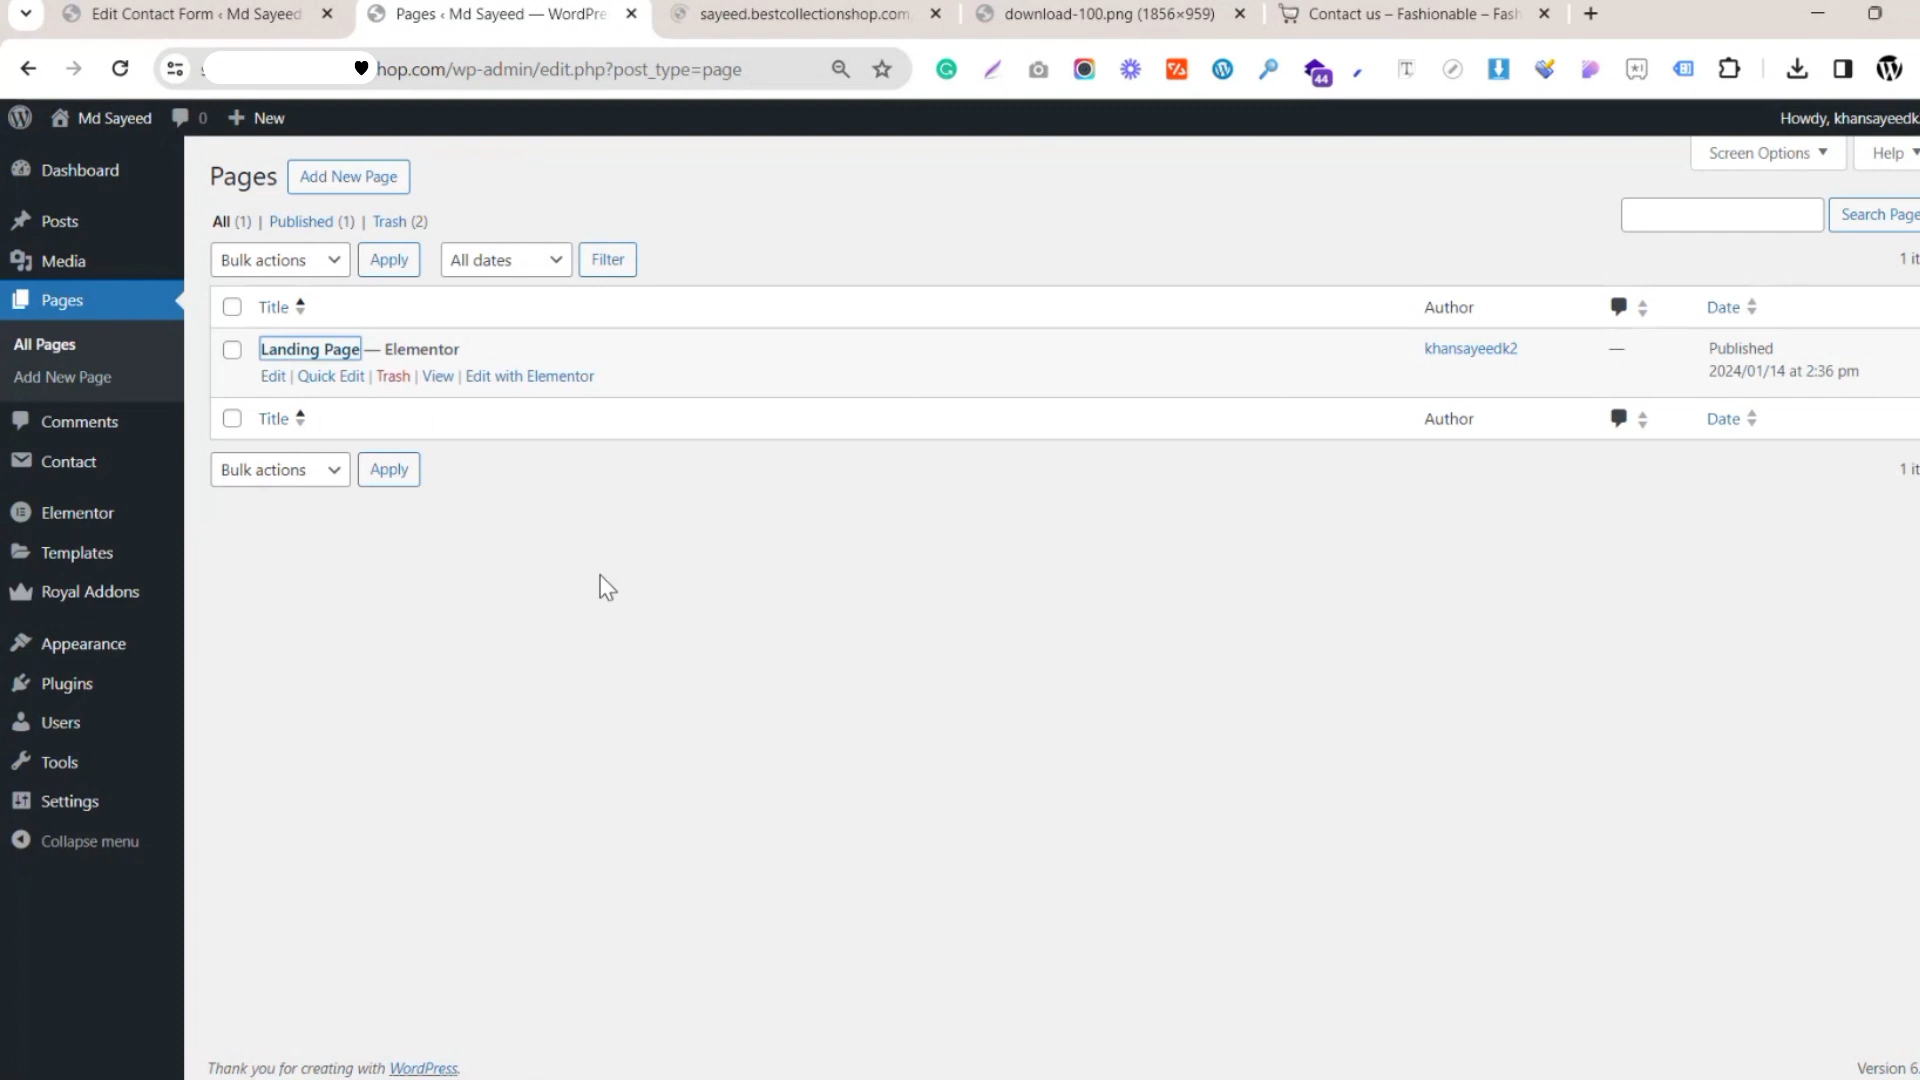 Edit Contact Form ‹ Md Sayeed
Pages ‹ Md Sayeed — WordPre
sayeed.bestcollectionshop.com
download-100.png (1856×959)
Contact us – Fashionable – Fash
hop.com/wp-admin/edit.php?post_type=page
44
Md Sayeed
0
New
Howdy, khansayeedk
Dashboard
Posts
Media
Pages
All Pages
Add New Page
Comments
Contact
Elementor
Templates
Royal Addons
Appearance
Plugins
Users
Tools
Settings
Collapse menu
Screen Options
Help
Pages
Add New Page
All (1) | Published (1) | Trash (2)
Search Page
Bulk actions
Apply
All dates
Filter
1 it
Title
Author
Date
Landing Page — Elementor
khansayeedk2
—
Published
2024/01/14 at 2:36 pm
Edit | Quick Edit | Trash | View | Edit with Elementor
Title
Author
Date
Bulk actions
Apply
1 it
Thank you for creating with WordPress.
Version 6.